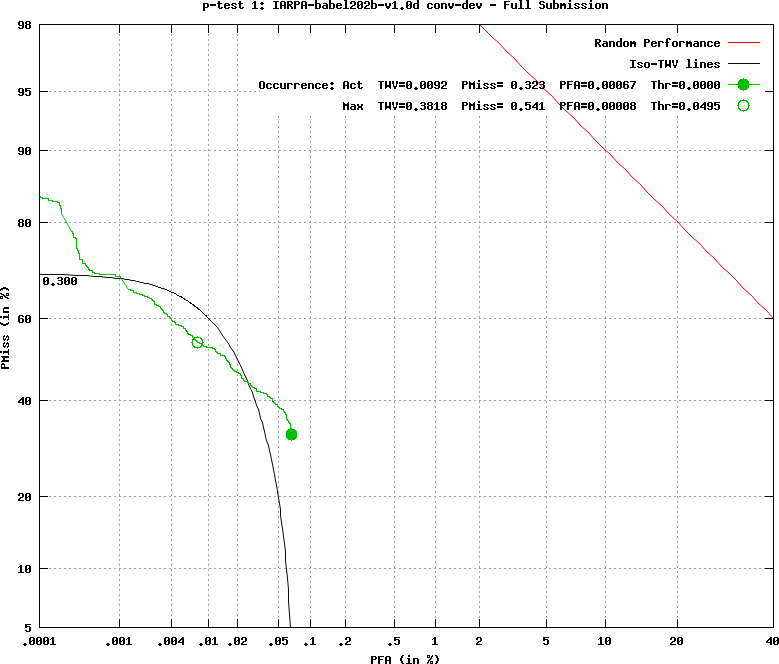 p-test 1: IARPA-babel202b-v1.0d conv-dev - Full Submission
Random Performance
Iso-TWV lines
Occurrence: Act TWV=0.0092 PMiss= 0.323 PFA=0.00067 Thr=0.0000
Max TWV=0.3818 PMiss= 0.541 PFA=0.00008 Thr=0.0495
98
95
90
80
60
40
20
10
5
0.300
PMiss (in %)
.0001 .001 .004 .01 .02 .05 .1 .2 .5 1 2 5 10 20 40
PFA (in %)